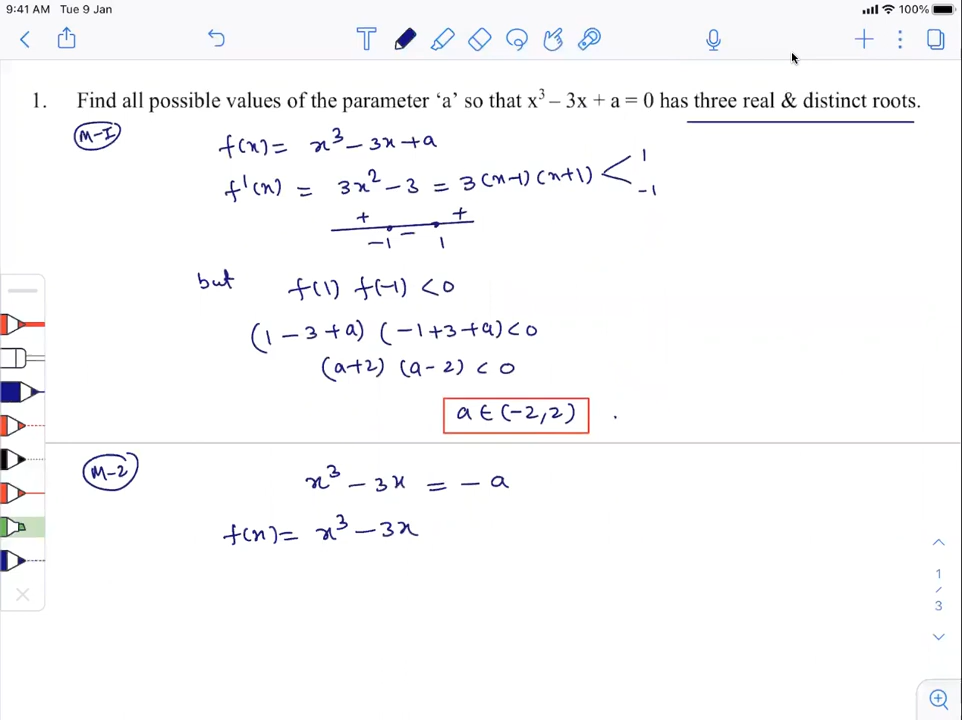 9:41 AM Tue 9 Jan 100%
T
1. Find all possible values of the parameter ‘a’ so that x³ – 3x + a = 0 has three real & distinct roots.
M-I
f(x) = x³ − 3x + a
f'(x) = 3x² − 3 = 3(x−1)(x+1) < 1
−1
+ +
−1 − 1
but f(1) f(−1) < 0
(1 − 3 + a) (−1 + 3 + a) < 0
(a+2) (a−2) < 0
a ∈ (−2, 2) .
M-2
x³ − 3x = − a
f(x) = x³ − 3x
1
/
3